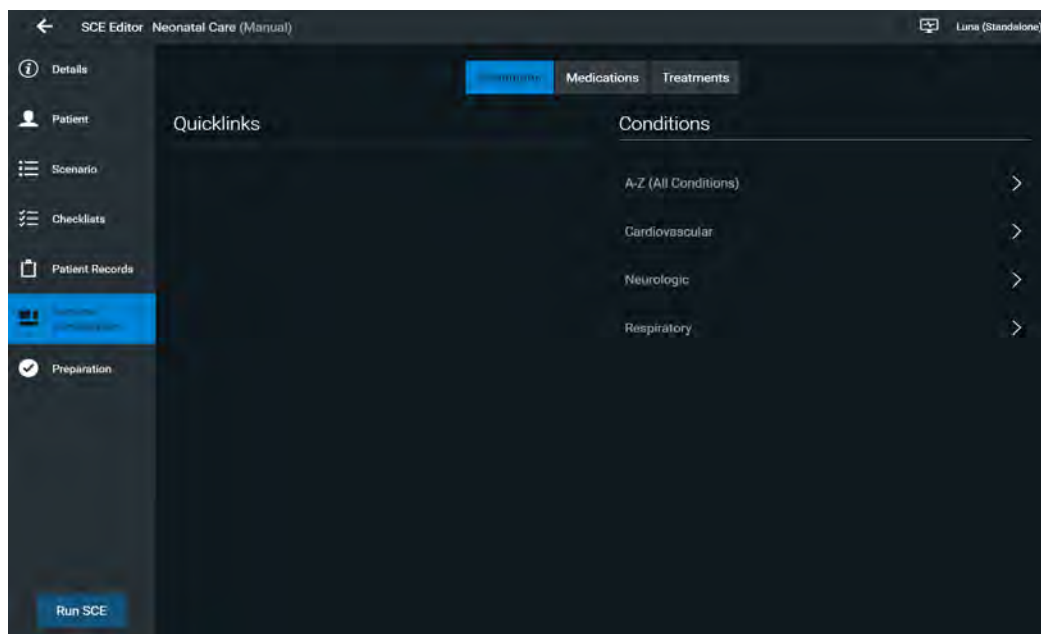 SCE Editor Neonatal Care (Manual)
Luna (Standalone)
Details
Patient
Scenario
Checklists
Patient Records
Preparation
Run SCE
Medications
Treatments
Quicklinks
Conditions
A-Z (All Conditions)
Cardiovascular
Neurologic
Respiratory